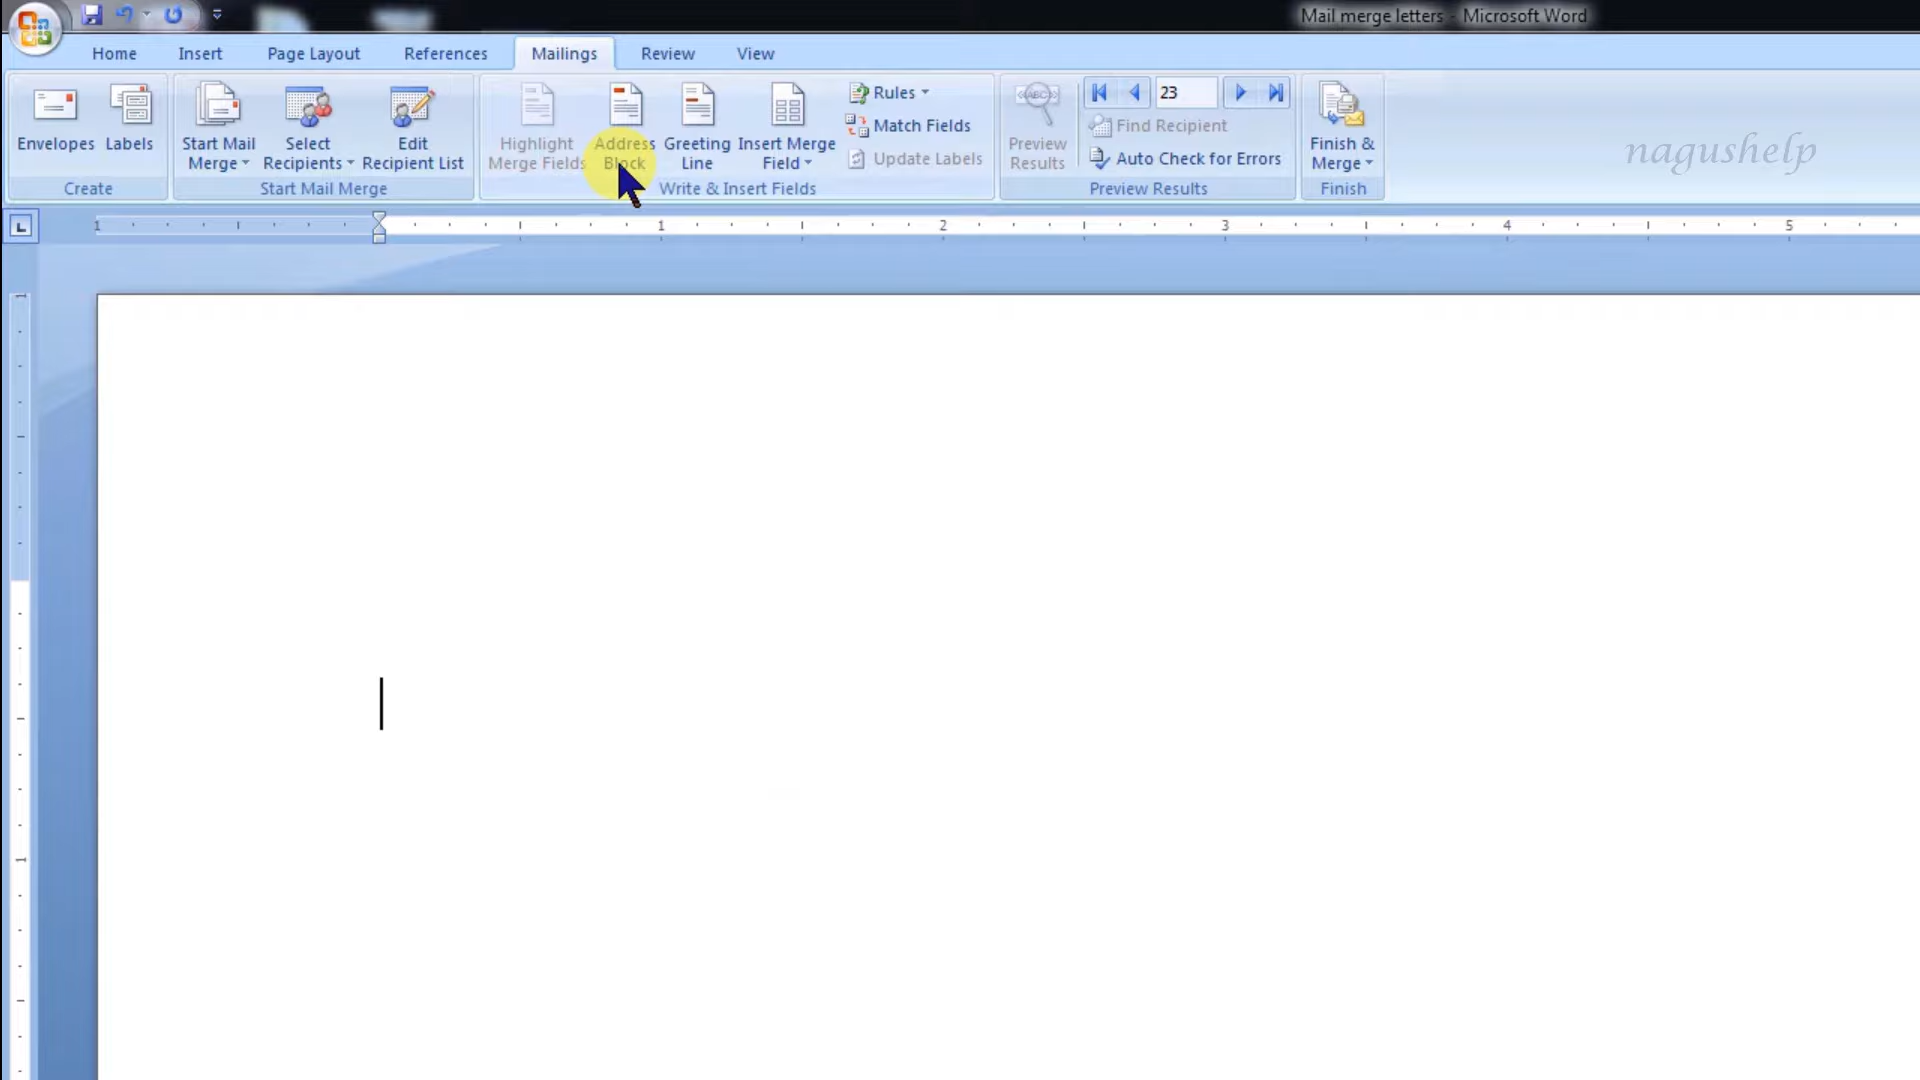 Mail merge letters - Microsoft Word
Home Insert Page Layout References Mailings Review View
Envelopes
Labels
Create
Start Mail
Merge
Select
Recipients
Edit
Recipient List
Start Mail Merge
Highlight
Merge Fields
Address
Block
Greeting
Line
Insert Merge
Field
Rules
Match Fields
Update Labels
Write & Insert Fields
Preview
Results
23
Find Recipient
Auto Check for Errors
Preview Results
Finish &
Merge
Finish
nagushelp
L
1 1 2 3 4 5
1
1